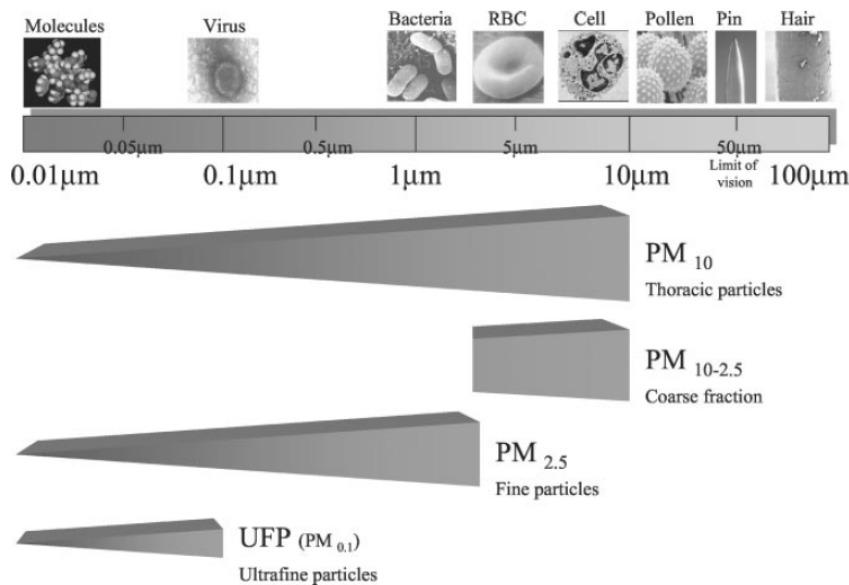 Molecules Virus Bacteria RBC Cell Pollen Pin Hair
0.05μm 0.5μm 5μm 50μm
0.01μm 0.1μm 1μm 10μm Limit of vision 100μm
PM 10
Thoracic particles
PM 10-2.5
Coarse fraction
PM 2.5
Fine particles
UFP (PM 0.1)
Ultrafine particles